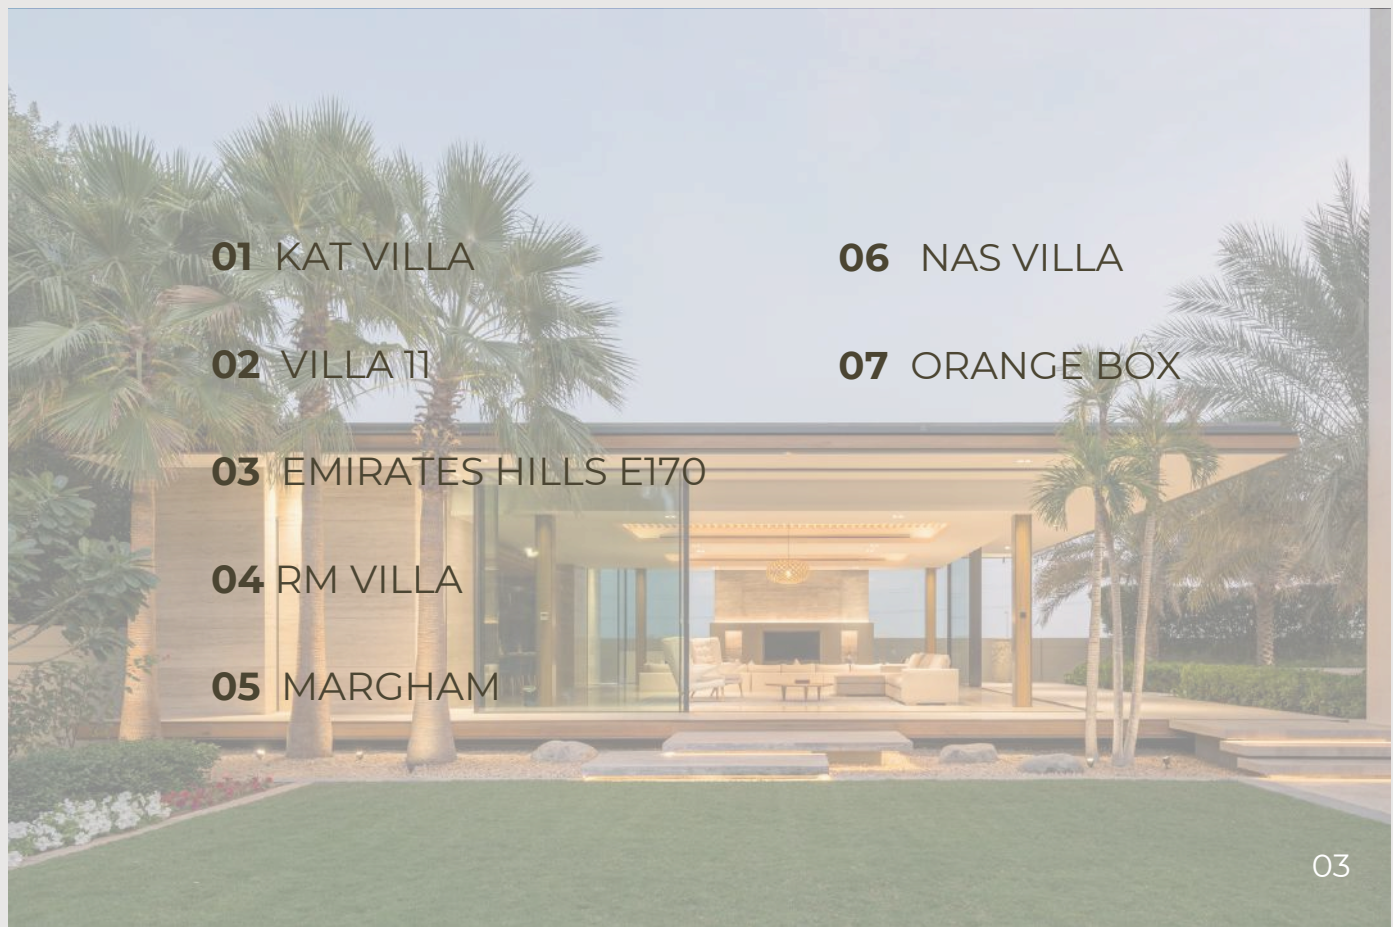 01 KAT VILLA
02 VILLA 11
03 EMIRATES HILLS E170
04 RM VILLA
05 MARGHAM
06 NAS VILLA
07 ORANGE BOX
03